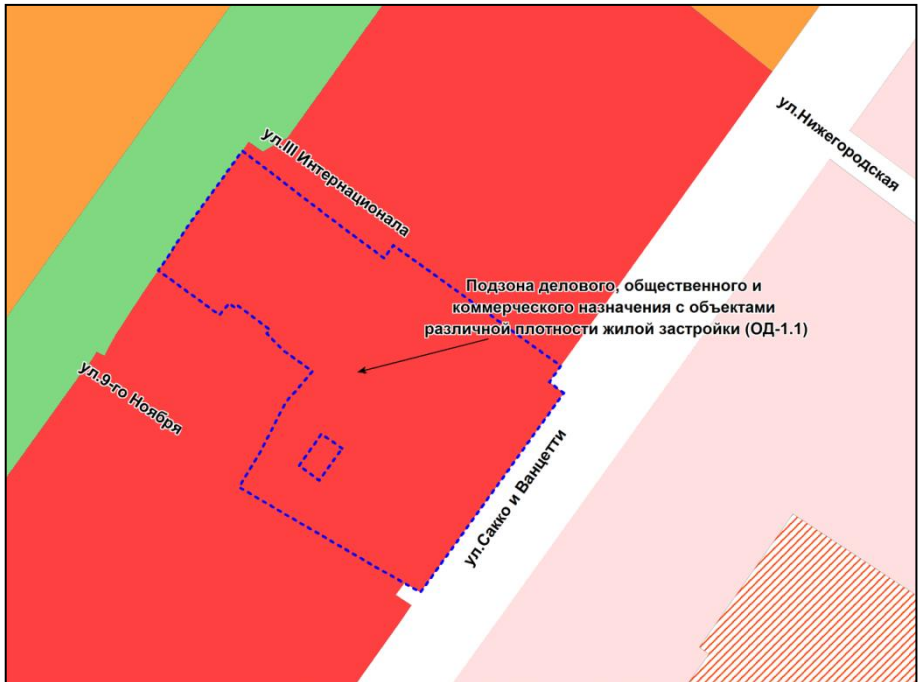 ул.Нижегородская
ул.III Интернационала
Подзона делового, общественного и
коммерческого назначения с объектами
различной плотности жилой застройки (ОД-1.1)
ул.9-го Ноября
ул.Сакко и Ванцетти